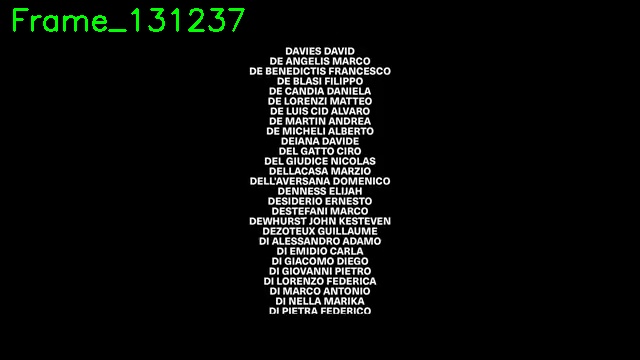 Frame_131237
DAVIES DAVID
DE ANGELIS MARCO
DE BENEDICTIS FRANCESCO
DE BLASI FILIPPO
DE CANDIA DANIELA
DE LORENZI MATTEO
DE LUIS CID ALVARO
DE MARTIN ANDREA
DE MICHELI ALBERTO
DEIANA DAVIDE
DEL GATTO CIRO
DEL GIUDICE NICOLAS
DELLACASA MARZIO
DELL'AVERSANA DOMENICO
DENNESS ELIJAH
DESIDERIO ERNESTO
DESTEFANI MARCO
DEWHURST JOHN KESTEVEN
DEZOTEUX GUILLAUME
DI ALESSANDRO ADAMO
DI EMIDIO CARLA
DI GIACOMO DIEGO
DI GIOVANNI PIETRO
DI LORENZO FEDERICA
DI MARCO ANTONIO
DI NELLA MARIKA
DI PIETRA FEDERICO